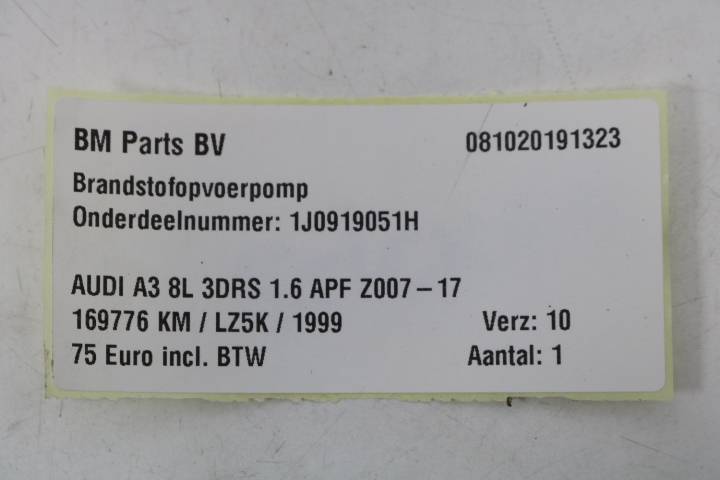 BM Parts BV 081020191323
Brandstofopvoerpomp
Onderdeelnummer: 1J0919051H
AUDI A3 8L 3DRS 1.6 APF Z007-17
169776 KM / LZ5K / 1999 Verz: 10
75 Euro incl. BTW Aantal: 1